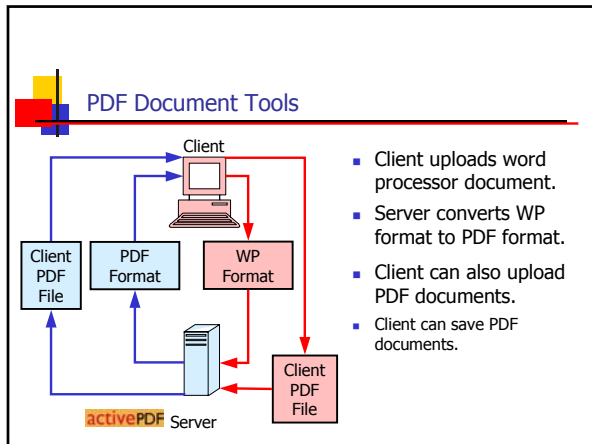 PDF Document Tools
Client
Client
PDF
File
PDF
Format
WP
Format
Client
PDF
File
activePDF Server
Client uploads word
processor document.
Server converts WP
format to PDF format.
Client can also upload
PDF documents.
Client can save PDF
documents.